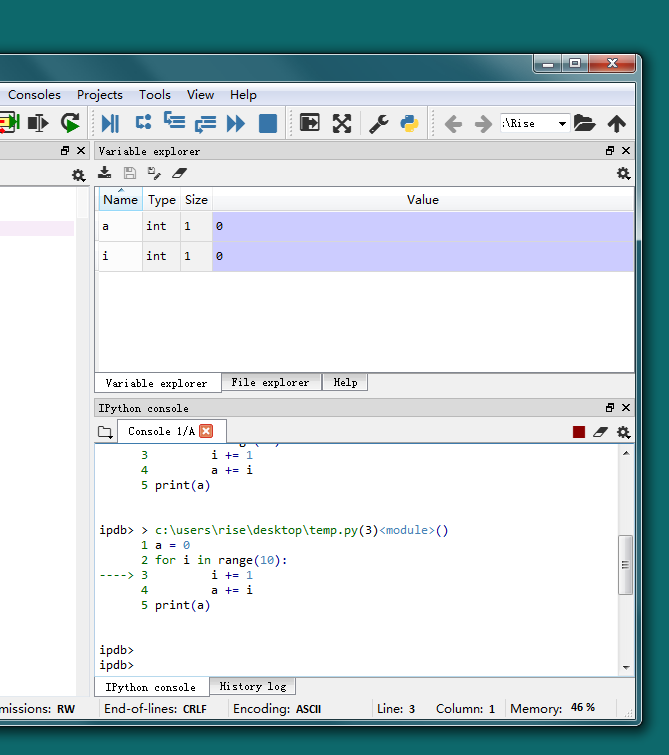 Consoles Projects Tools View Help
:\Rise
Variable explorer
Name Type Size Value
a int 1 0
i int 1 0
Variable explorer File explorer Help
IPython console
Console 1/A
3 i += 1
4 a += i
5 print(a)
ipdb> > c:\users\rise\desktop\temp.py(3)<module>()
1 a = 0
2 for i in range(10):
----> 3 i += 1
4 a += i
5 print(a)
ipdb>
ipdb>
IPython console History log
missions: RW End-of-lines: CRLF Encoding: ASCII Line: 3 Column: 1 Memory: 46 %